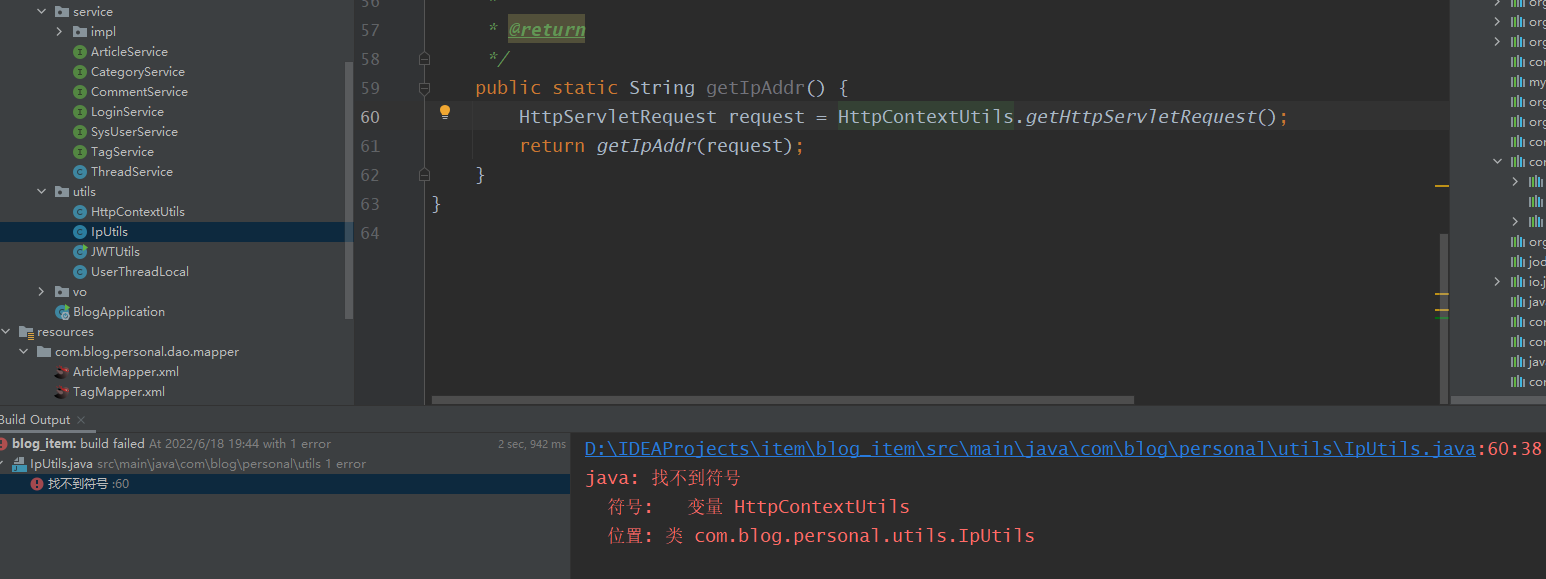 service
impl
ArticleService
CategoryService
CommentService
LoginService
SysUserService
TagService
ThreadService
utils
HttpContextUtils
IpUtils
JWTUtils
UserThreadLocal
vo
BlogApplication
resources
com.blog.personal.dao.mapper
ArticleMapper.xml
TagMapper.xml
56 *
57 * @return
58 */
59 public static String getIpAddr() {
60 HttpServletRequest request = HttpContextUtils.getHttpServletRequest();
61 return getIpAddr(request);
62 }
63 }
64
org
org
org
com
my
org
org
com
com
org
jod
io.j
jav
com
com
jav
com
Build Output
blog_item: build failed At 2022/6/18 19:44 with 1 error 2 sec, 942 ms
IpUtils.java src\main\java\com\blog\personal\utils 1 error
找不到符号 :60
D:\IDEAProjects\item\blog_item\src\main\java\com\blog\personal\utils\IpUtils.java:60:38
java: 找不到符号
符号: 变量 HttpContextUtils
位置: 类 com.blog.personal.utils.IpUtils